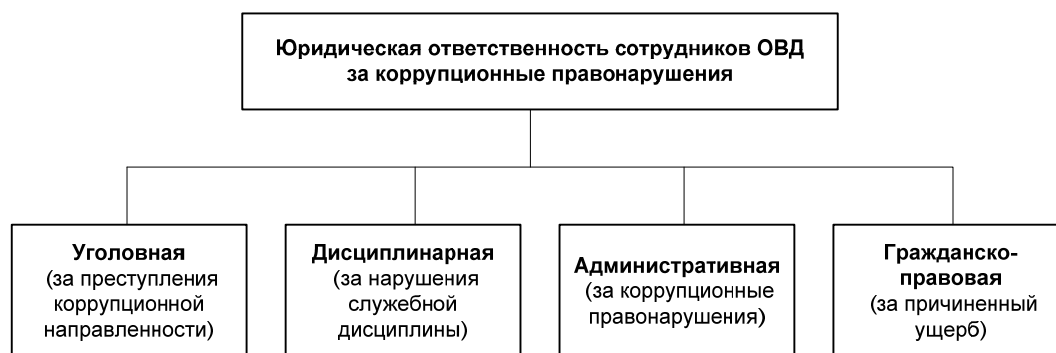 Юридическая ответственность сотрудников ОВД
за коррупционные правонарушения
Уголовная
(за преступления
коррупционной
направленности)
Дисциплинарная
(за нарушения
служебной
дисциплины)
Административная
(за коррупционные
правонарушения)
Гражданско-
правовая
(за причиненный
ущерб)